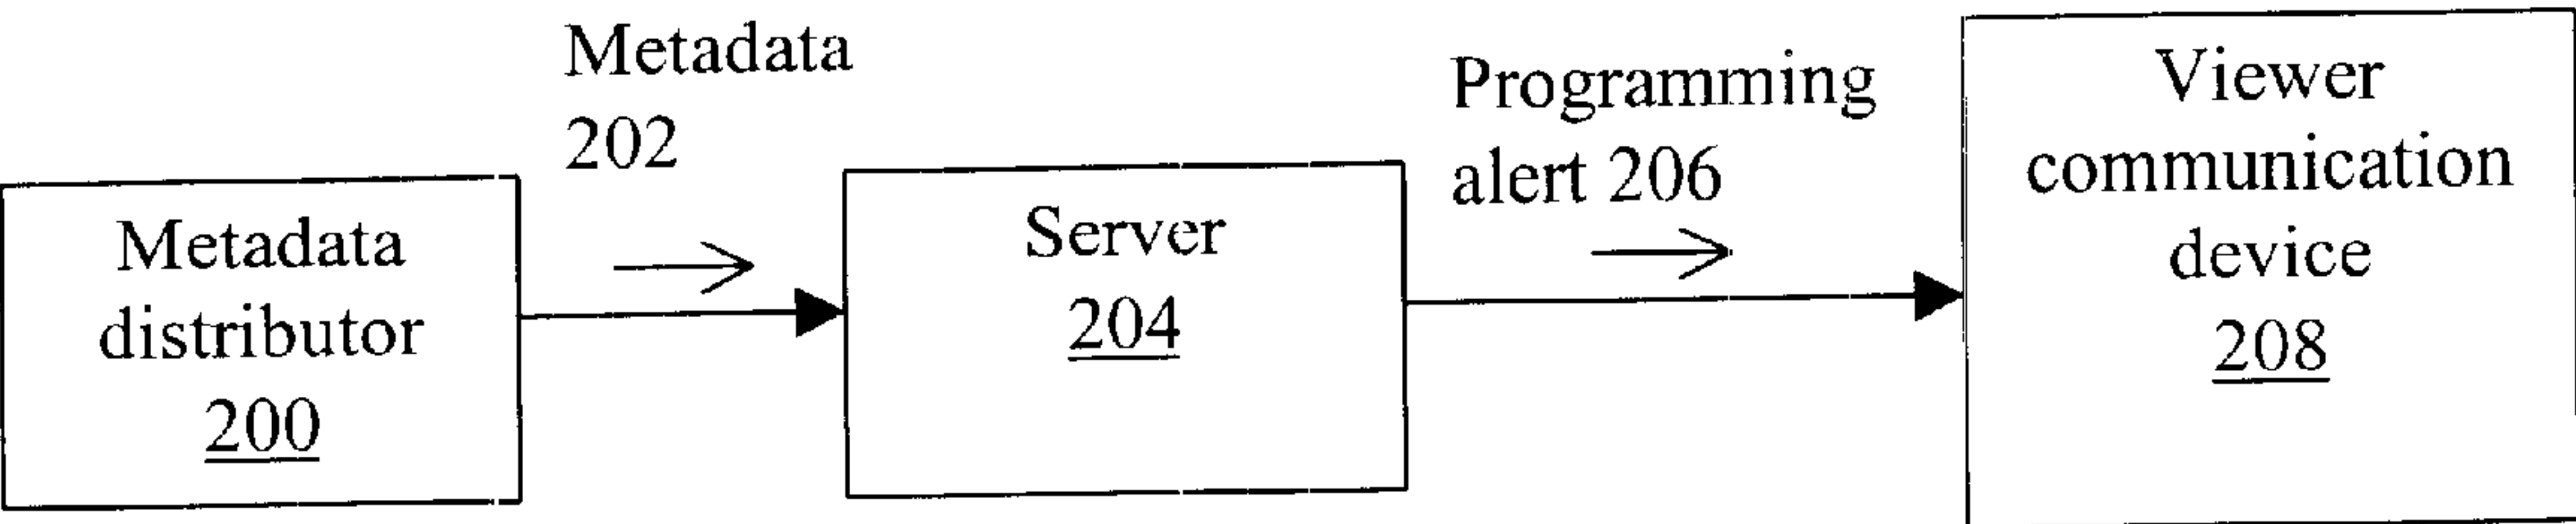 Metadata
202
Programming
alert 206
Metadata
distributor
200
Server
204
Viewer
communication
device
208